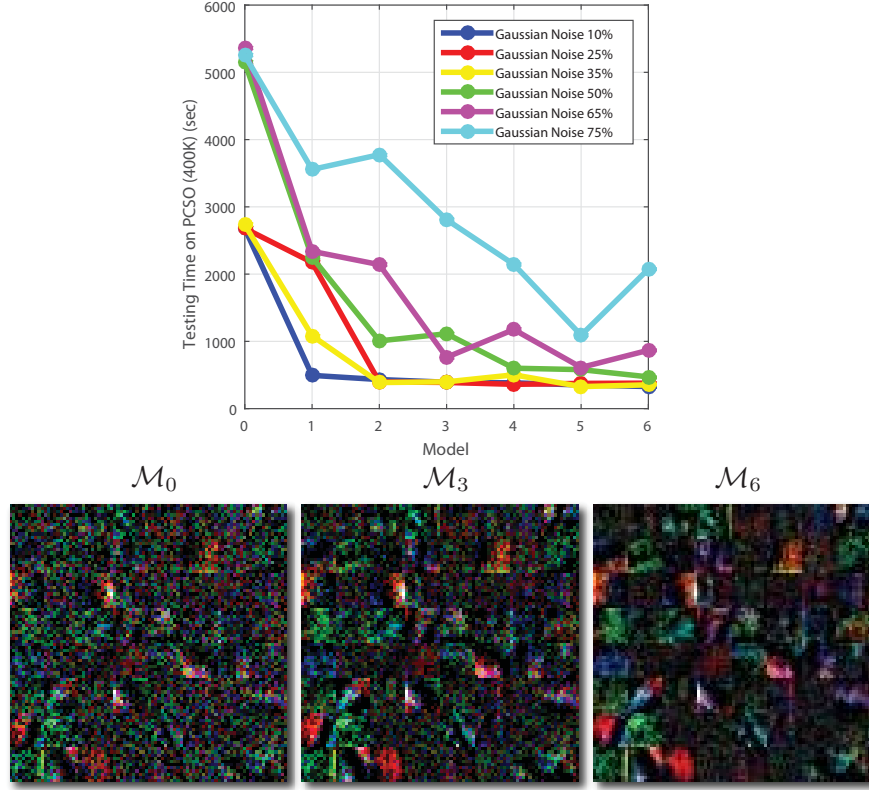 6000
5000
4000
3000
2000
1000
0
Testing Time on PCSO (400K) (sec)
Gaussian Noise 10%
Gaussian Noise 25%
Gaussian Noise 35%
Gaussian Noise 50%
Gaussian Noise 65%
Gaussian Noise 75%
0 1 2 3 4 5 6
Model
M0 M3 M6